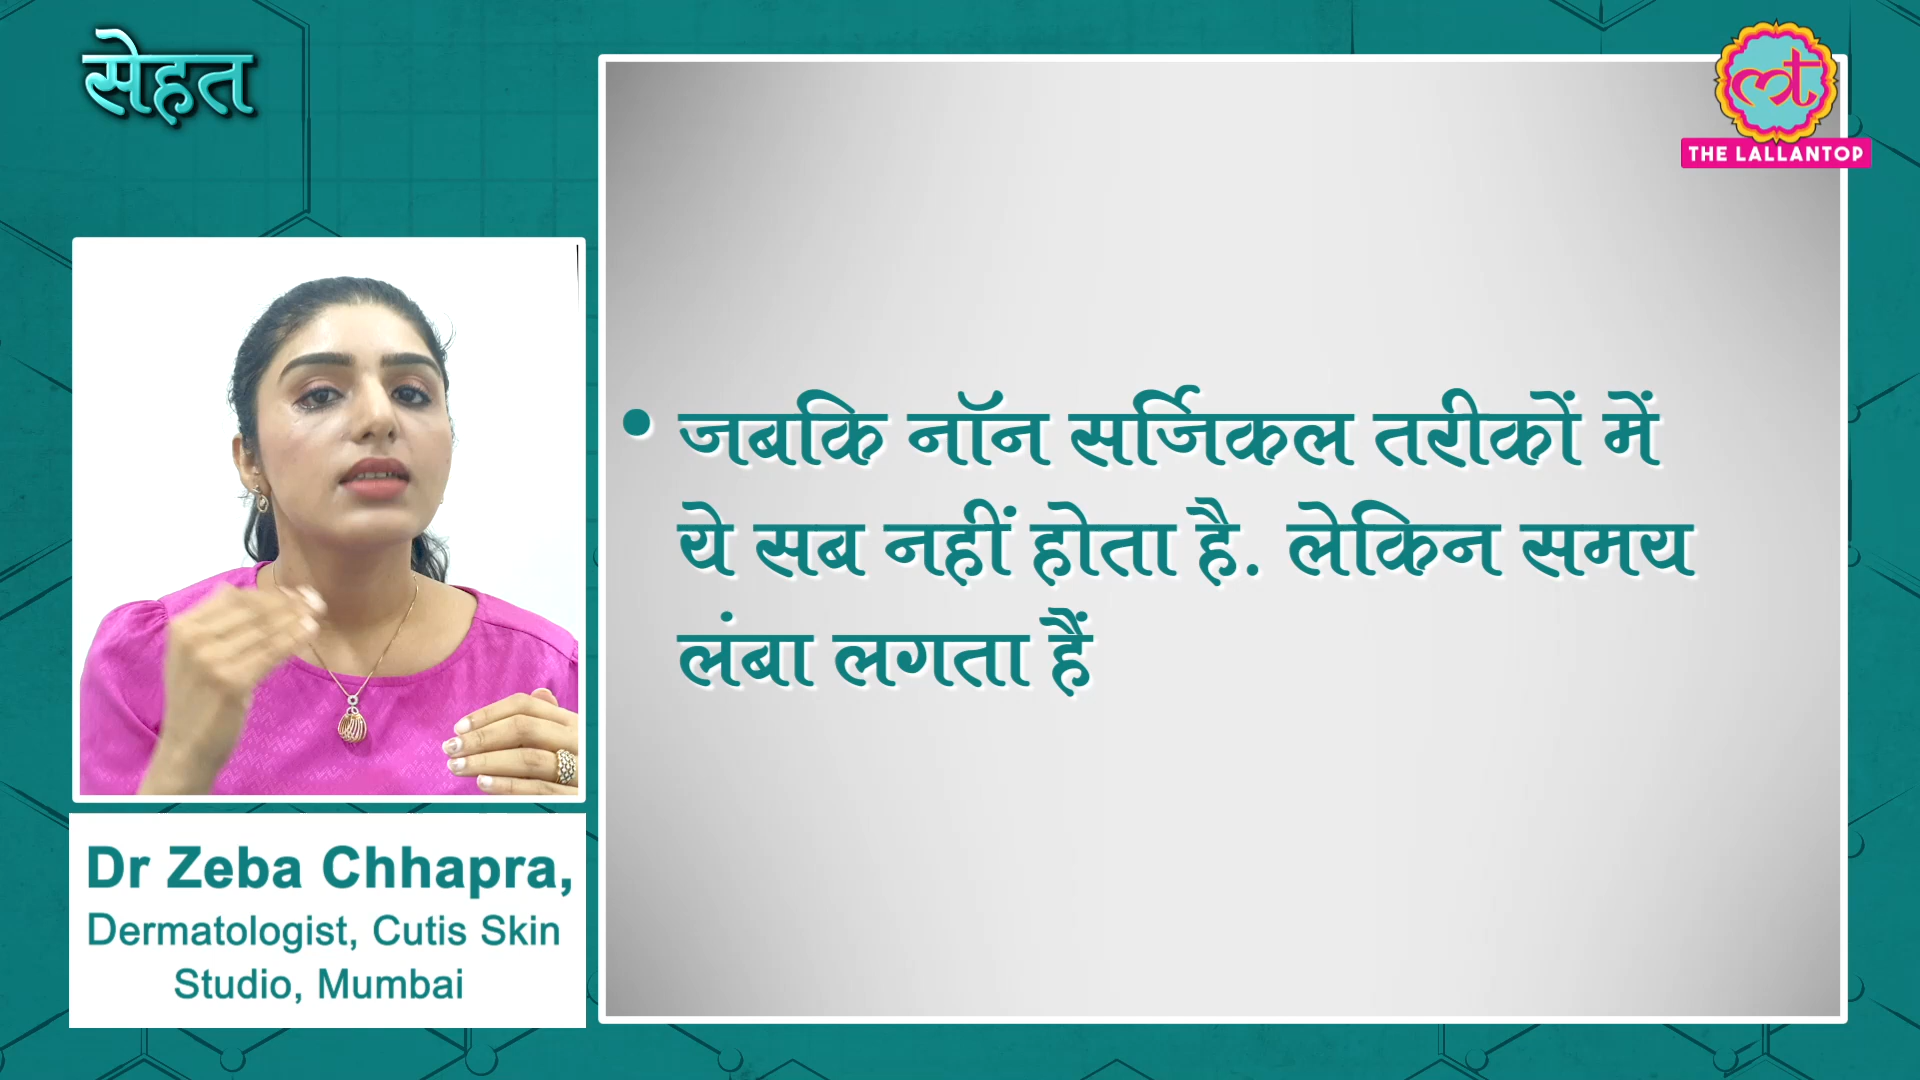 सेहत
THE LALLANTOP
• जबकि नॉन सर्जिकल तरीकों में
ये सब नहीं होता है. लेकिन समय
लंबा लगता हैं
Dr Zeba Chhapra,
Dermatologist, Cutis Skin
Studio, Mumbai